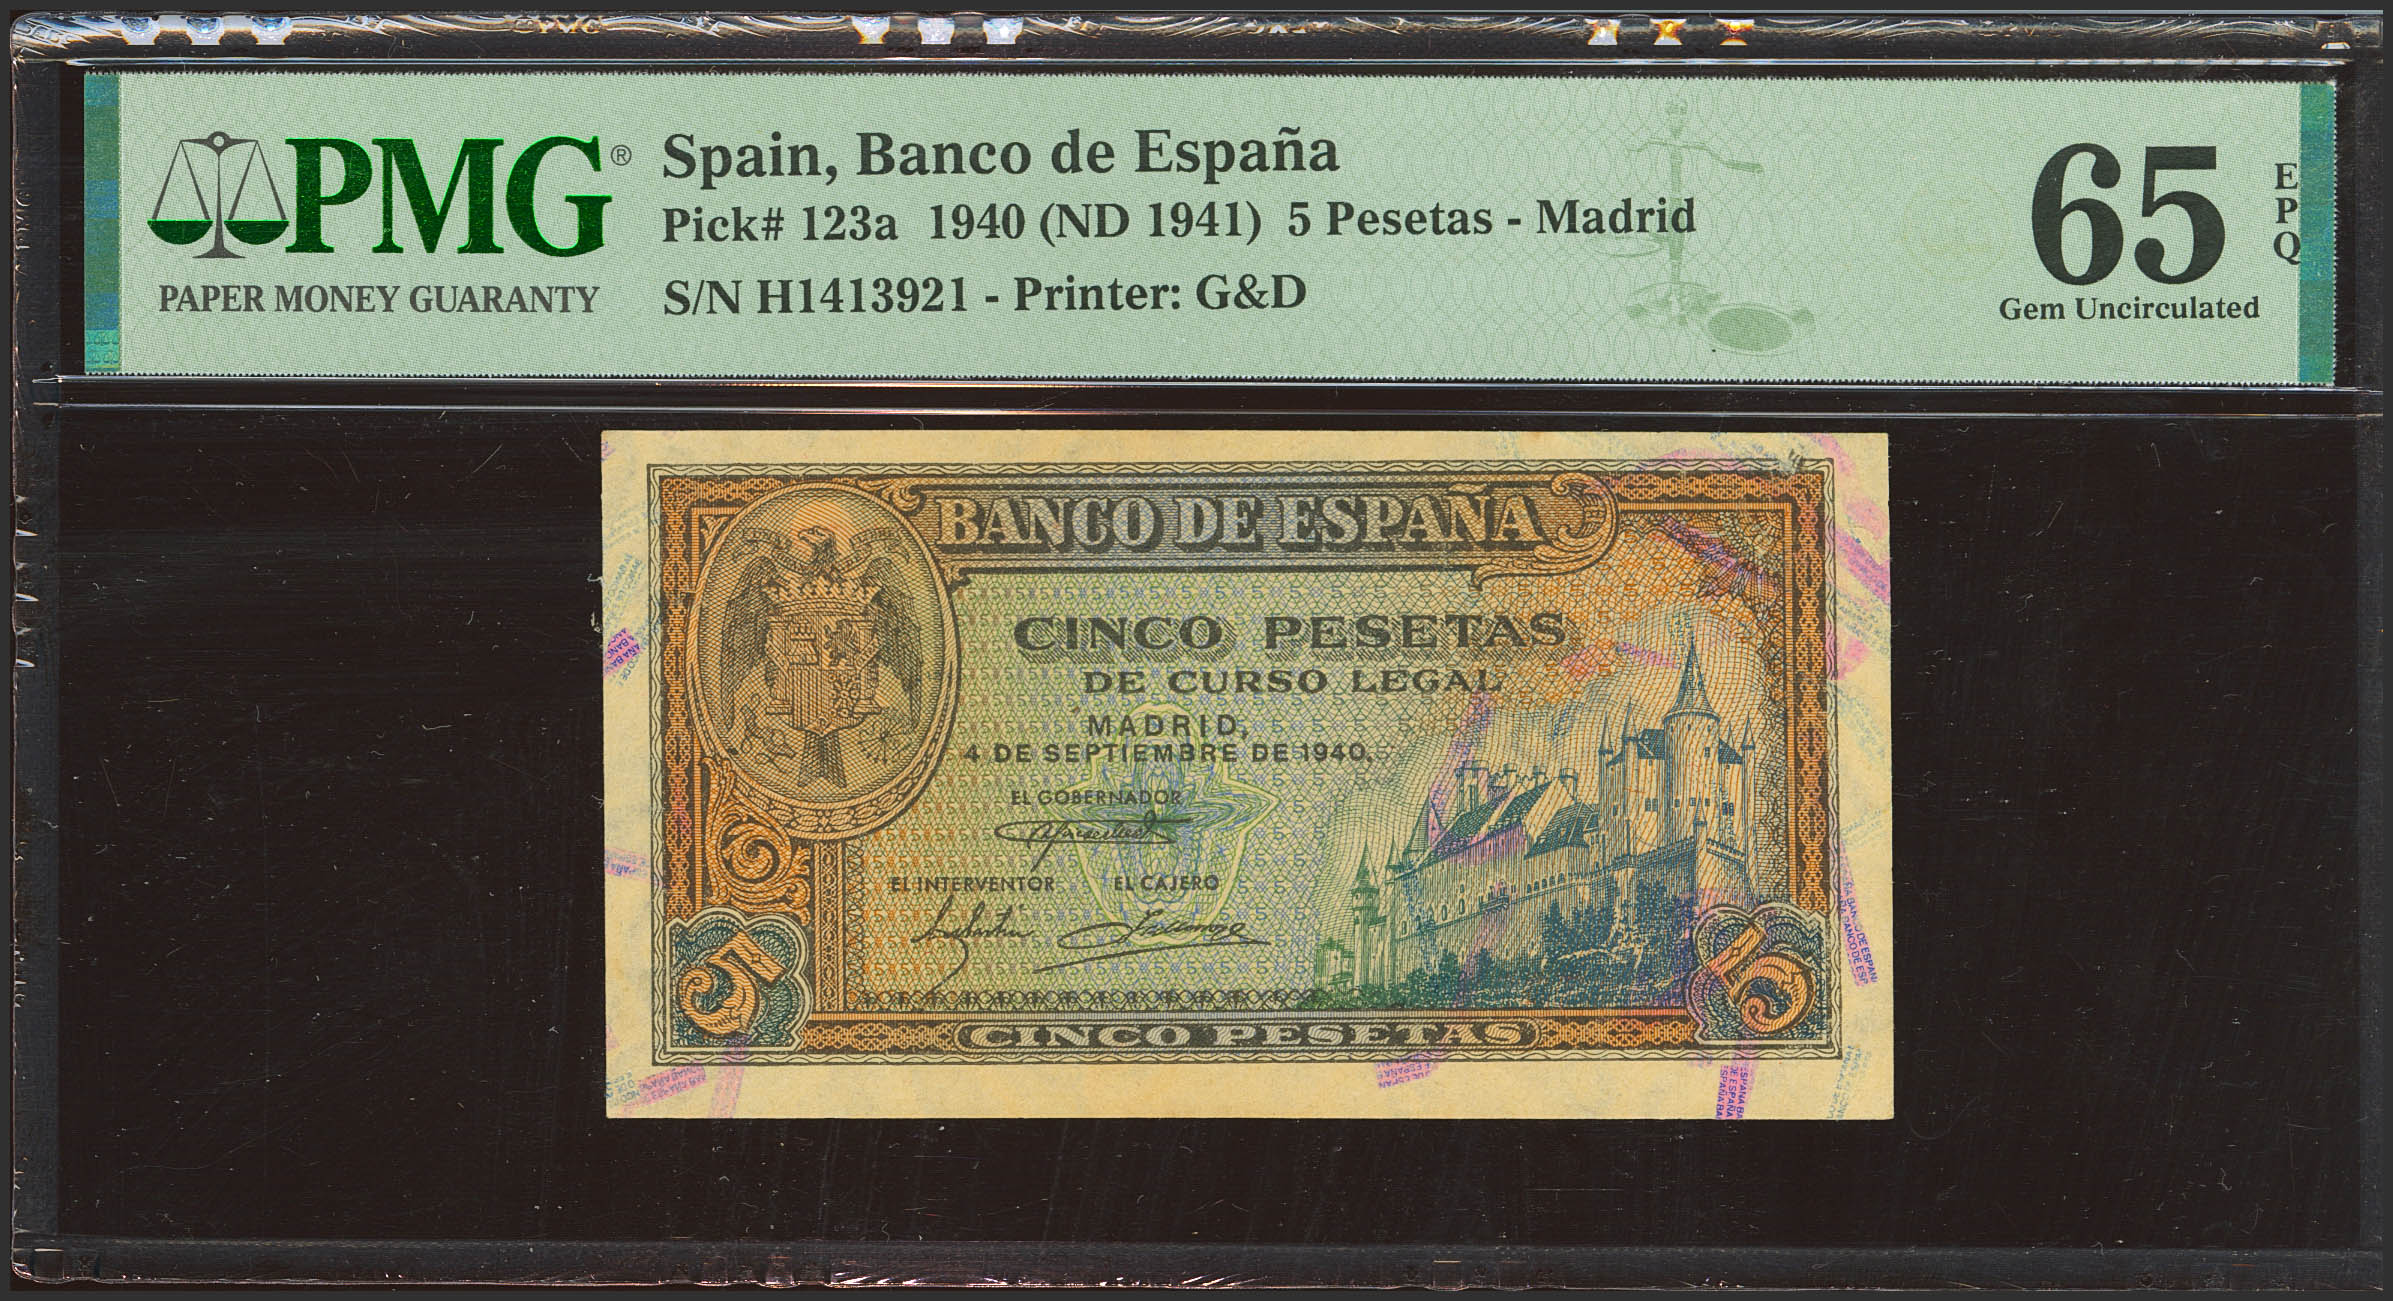 PMG®
PAPER MONEY GUARANTY
Spain, Banco de España
Pick# 123a 1940 (ND 1941) 5 Pesetas - Madrid
S/N H1413921 - Printer: G&D
65
EPQ
Gem Uncirculated
BANCO DE ESPAÑA
CINCO PESETAS
DE CURSO LEGAL
MADRID,
4 DE SEPTIEMBRE DE 1940.
EL GOBERNADOR
EL INTERVENTOR EL CAJERO
5
5
CINCO PESETAS